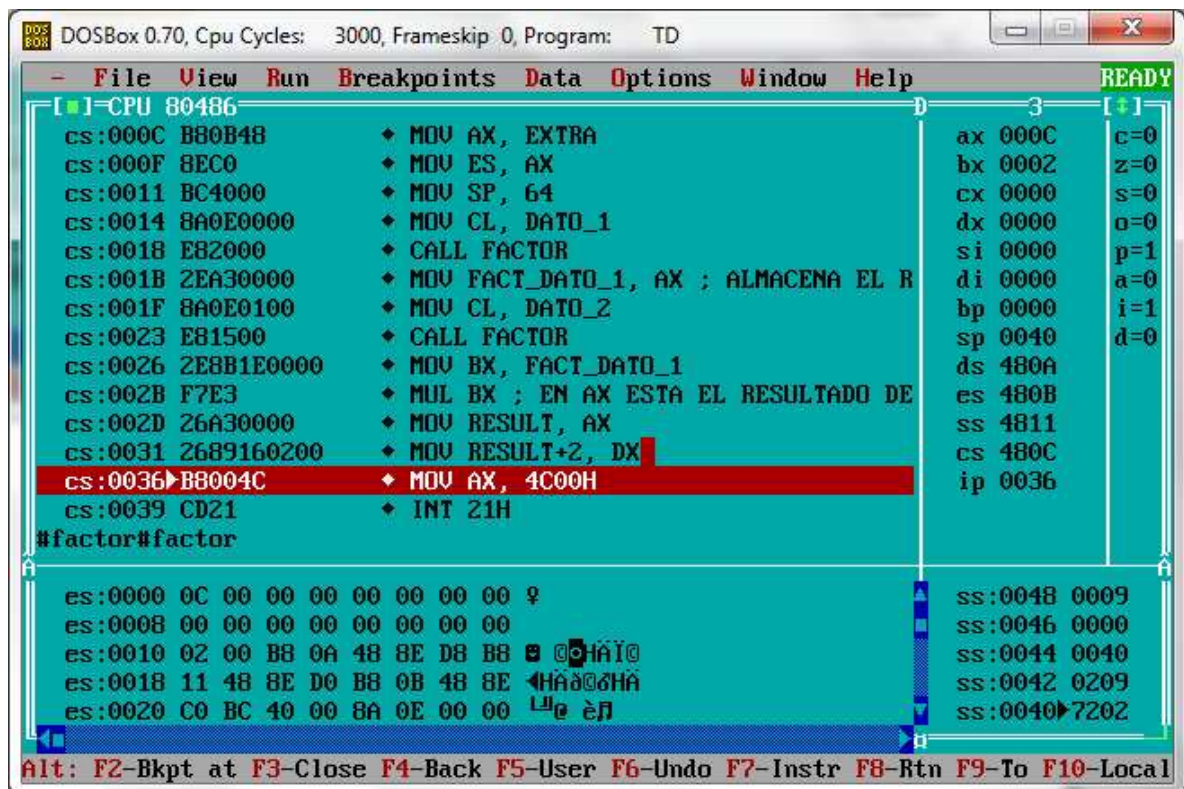 DOSBox 0.70, Cpu Cycles: 3000, Frameskip 0, Program: TD
File View Run Breakpoints Data Options Window Help READY
CPU 80486 D 3
cs:000C B80B48 MOV AX, EXTRA ax 000C c=0
cs:000F 8EC0 MOV ES, AX bx 0002 z=0
cs:0011 BC4000 MOV SP, 64 cx 0000 s=0
cs:0014 8A0E0000 MOV CL, DATO_1 dx 0000 o=0
cs:0018 E82000 CALL FACTOR si 0000 p=1
cs:001B 2EA30000 MOV FACT_DATO_1, AX ; ALMACENA EL R di 0000 a=0
cs:001F 8A0E0100 MOV CL, DATO_2 bp 0000 i=1
cs:0023 E81500 CALL FACTOR sp 0040 d=0
cs:0026 2E8B1E0000 MOV BX, FACT_DATO_1 ds 480A
cs:002B F7E3 MUL BX ; EN AX ESTA EL RESULTADO DE es 480B
cs:002D 26A30000 MOV RESULT, AX ss 4811
cs:0031 2689160200 MOV RESULT+2, DX cs 480C
cs:0036 B8004C MOV AX, 4C00H ip 0036
cs:0039 CD21 INT 21H
#factor#factor
es:0000 0C 00 00 00 00 00 00 00 ♀ ss:0048 0009
es:0008 00 00 00 00 00 00 00 00 ss:0046 0000
es:0010 02 00 B8 0A 48 8E D8 B8 ss:0044 0040
es:0018 11 48 8E D0 B8 0B 48 8E ss:0042 0209
es:0020 C0 BC 40 00 8A 0E 00 00 ss:0040 7202
Alt: F2-Bkpt at F3-Close F4-Back F5-User F6-Undo F7-Instr F8-Rtn F9-To F10-Local